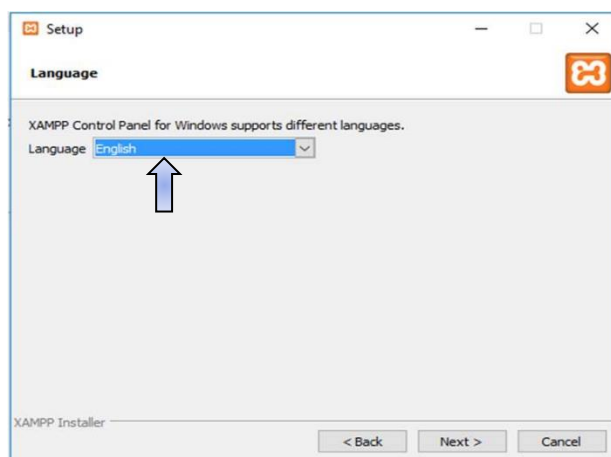 Setup
Language
XAMPP Control Panel for Windows supports different languages.
Language English
XAMPP Installer
< Back Next > Cancel